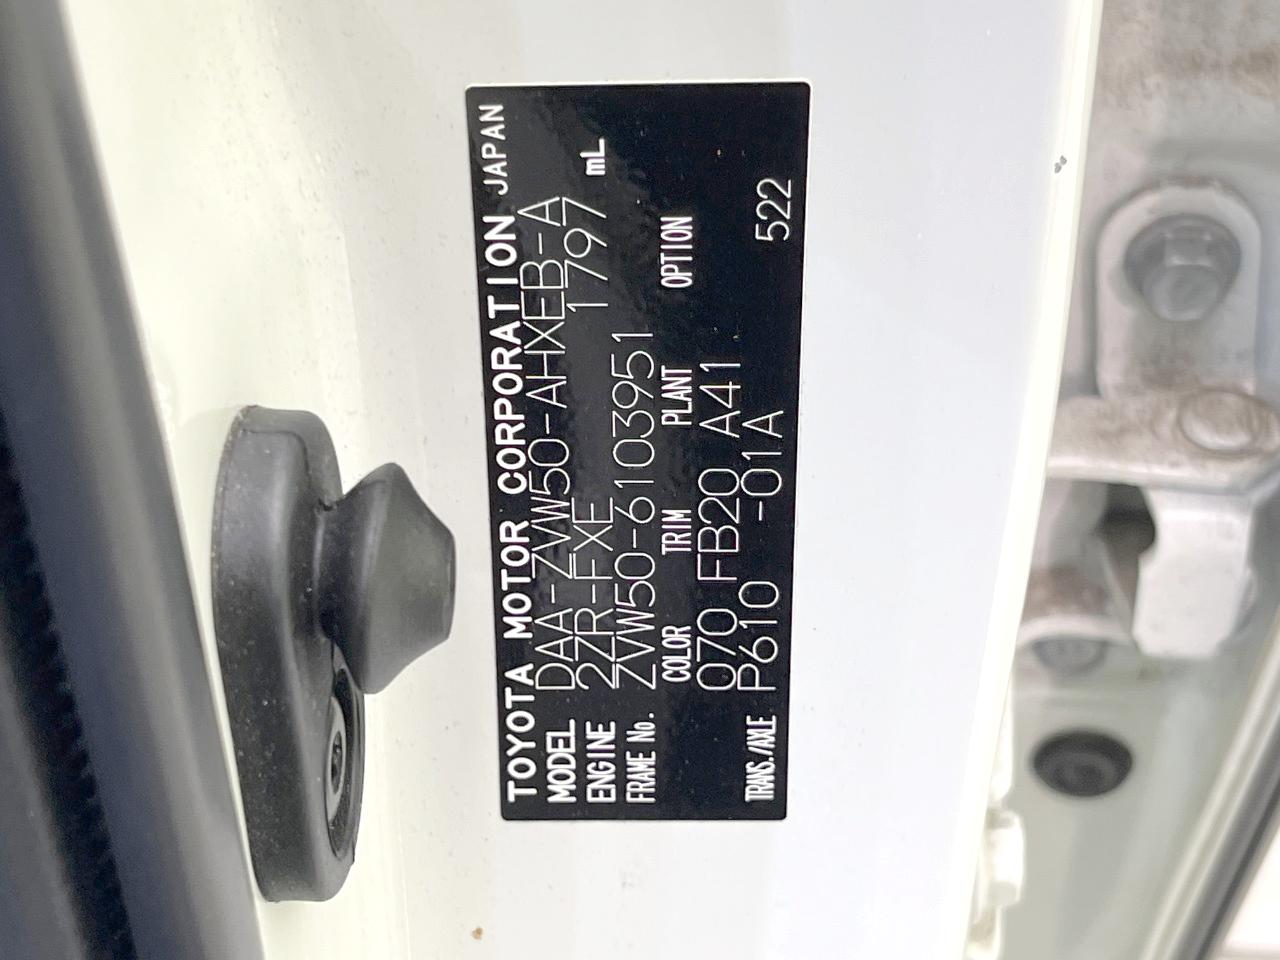 TOYOTA MOTOR CORPORATION JAPAN
MODEL DAA-ZVW50-AHXEB-A
ENGINE 2ZR-FXE 1797 mL
FRAME No. ZVW50-6103951
COLOR TRIM PLANT OPTION
070 FB20 A41
TRANS./AXLE P610 -01A 522